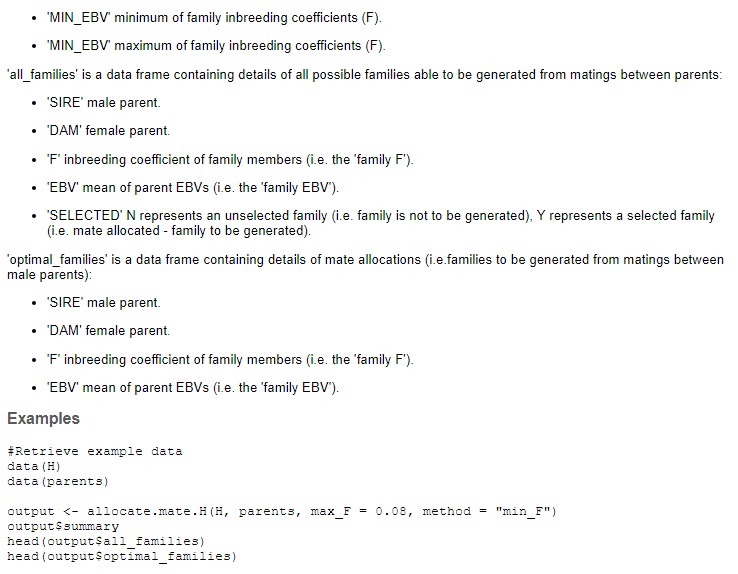 • 'MIN_EBV' minimum of family inbreeding coefficients (F).
• 'MIN_EBV' maximum of family inbreeding coefficients (F).
'all_families' is a data frame containing details of all possible families able to be generated from matings between parents:
• 'SIRE' male parent.
• 'DAM' female parent.
• 'F' inbreeding coefficient of family members (i.e. the 'family F').
• 'EBV' mean of parent EBVs (i.e. the 'family EBV').
• 'SELECTED' N represents an unselected family (i.e. family is not to be generated), Y represents a selected family
(i.e. mate allocated - family to be generated).
'optimal_families' is a data frame containing details of mate allocations (i.e.families to be generated from matings between
male parents):
• 'SIRE' male parent.
• 'DAM' female parent.
• 'F' inbreeding coefficient of family members (i.e. the 'family F').
• 'EBV' mean of parent EBVs (i.e. the 'family EBV').
Examples
#Retrieve example data
data(H)
data(parents)
output <- allocate.mate.H(H, parents, max_F = 0.08, method = "min_F")
output$summary
head(output$all_families)
head(output$optimal_families)